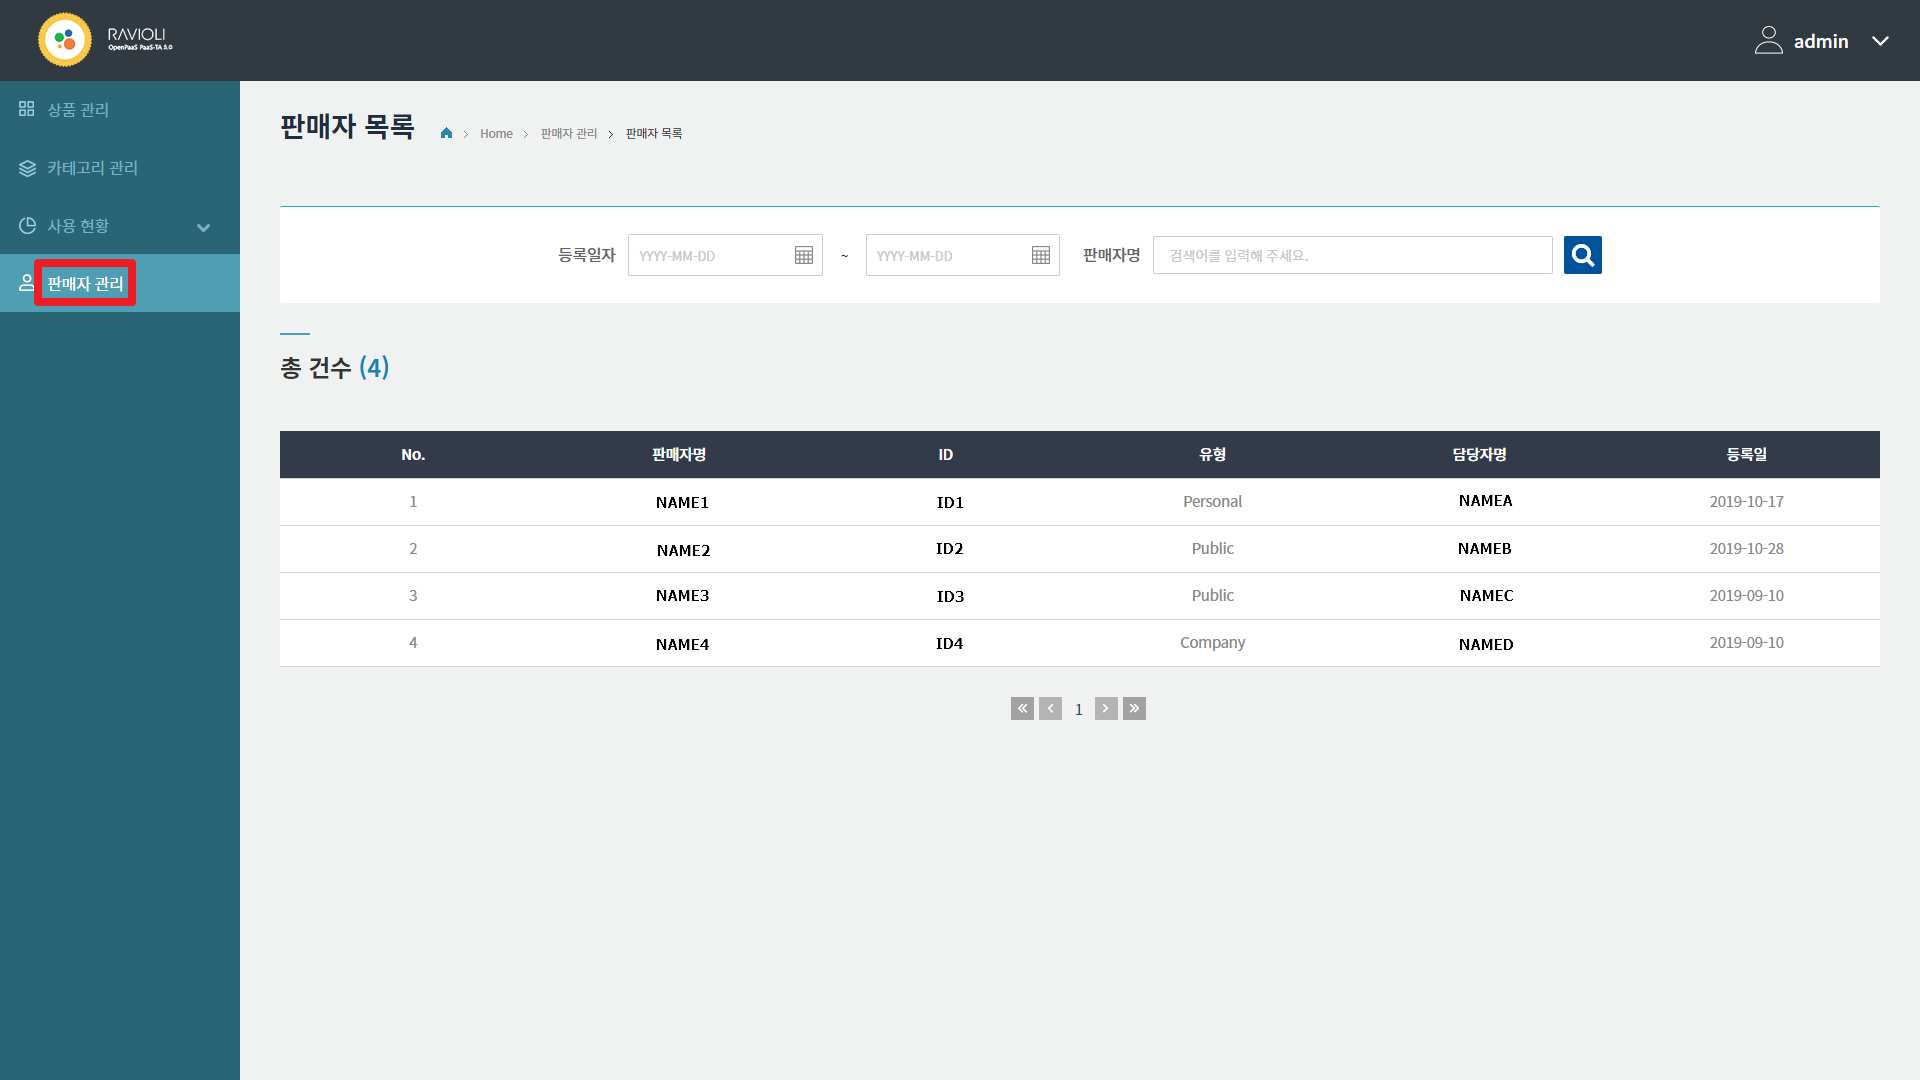 RAVIOLI
OpenPaaS PaaS-TA 5.0
admin
상품 관리
카테고리 관리
사용 현황
판매자 관리
판매자 목록 Home 판매자 관리 판매자 목록
등록일자 YYYY-MM-DD ~ YYYY-MM-DD 판매자명 검색어를 입력해 주세요.
총 건수 (4)
No. 판매자명 ID 유형 담당자명 등록일
1 NAME1 ID1 Personal NAMEA 2019-10-17
2 NAME2 ID2 Public NAMEB 2019-10-28
3 NAME3 ID3 Public NAMEC 2019-09-10
4 NAME4 ID4 Company NAMED 2019-09-10
1